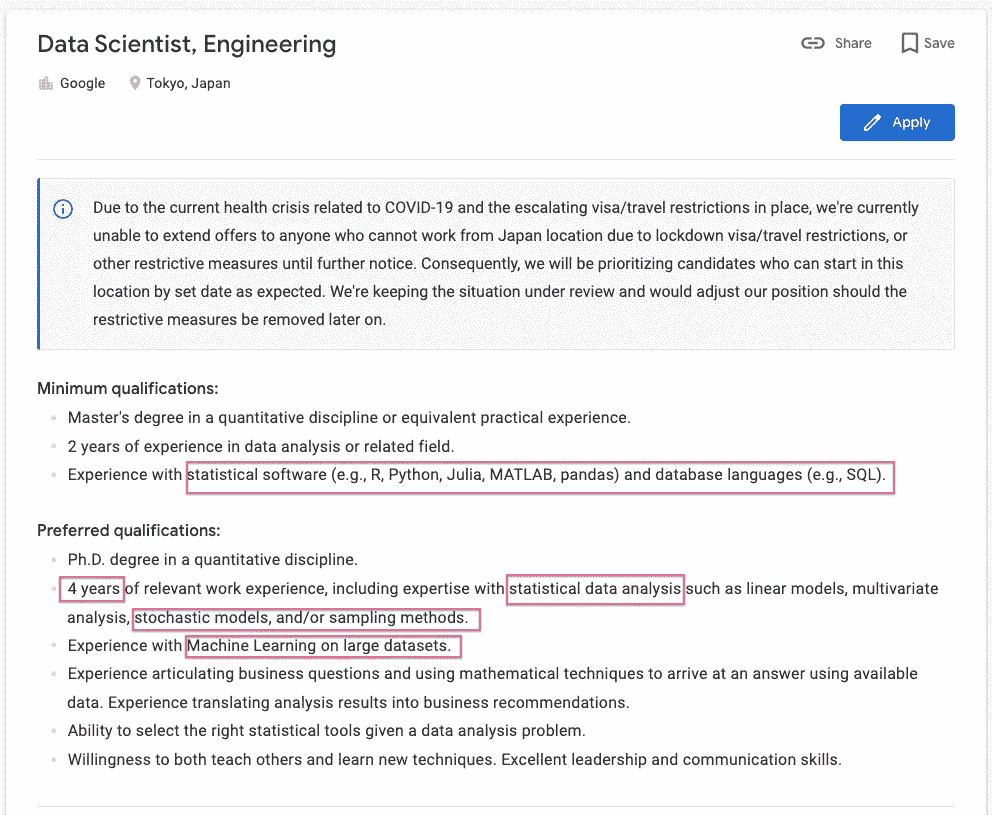 Data Scientist, Engineering
Share
Save
Google
Tokyo, Japan
Apply
Due to the current health crisis related to COVID-19 and the escalating visa/travel restrictions in place, we're currently
unable to extend offers to anyone who cannot work from Japan location due to lockdown visa/travel restrictions, or
other restrictive measures until further notice. Consequently, we will be prioritizing candidates who can start in this
location by set date as expected. We're keeping the situation under review and would adjust our position should the
restrictive measures be removed later on.
Minimum qualifications:
Master's degree in a quantitative discipline or equivalent practical experience.
2 years of experience in data analysis or related field.
Experience with statistical software (e.g., R, Python, Julia, MATLAB, pandas) and database languages (e.g., SQL).
Preferred qualifications:
Ph.D. degree in a quantitative discipline.
4 years of relevant work experience, including expertise with statistical data analysis such as linear models, multivariate
analysis, stochastic models, and/or sampling methods.
Experience with Machine Learning on large datasets.
Experience articulating business questions and using mathematical techniques to arrive at an answer using available
data. Experience translating analysis results into business recommendations.
Ability to select the right statistical tools given a data analysis problem.
Willingness to both teach others and learn new techniques. Excellent leadership and communication skills.